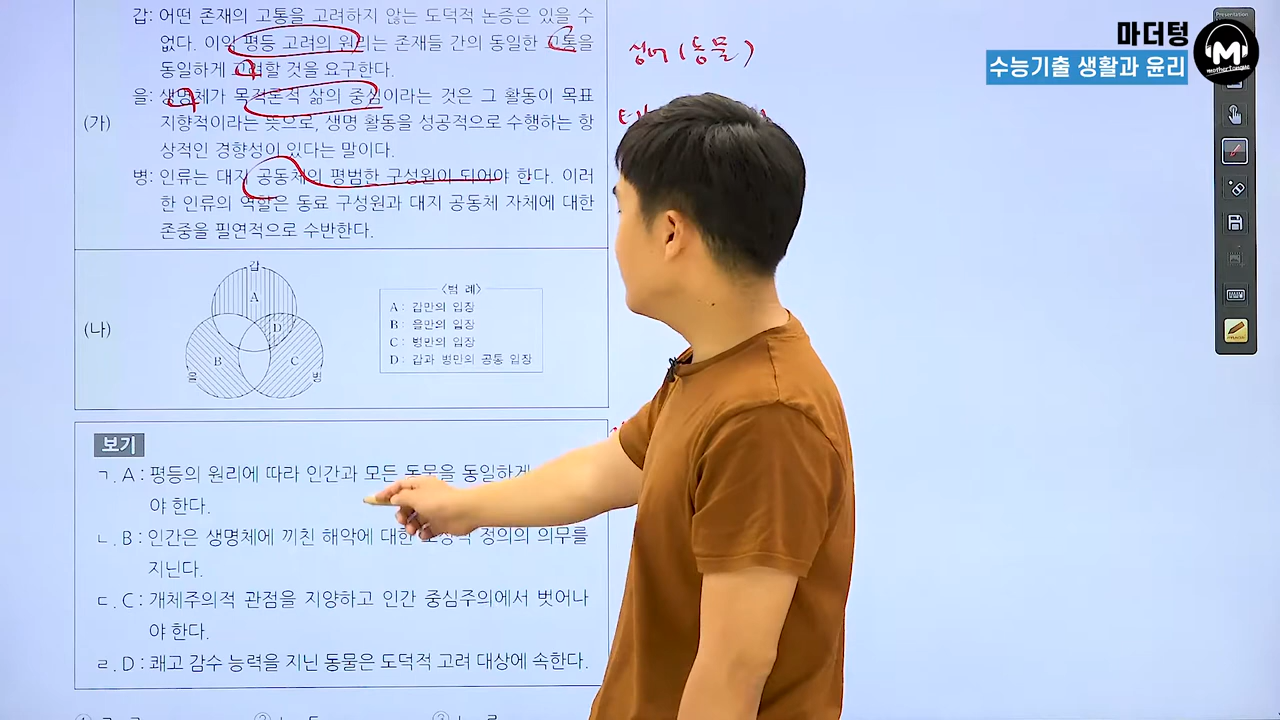 갑: 어떤 존재의 고통을 고려하지 않는 도덕적 논증은 있을 수
없다. 이익 평등 고려의 원리는 존재들 간의 동일한 고통을
동일하게 고려할 것을 요구한다.
을: 생명체가 목적론적 삶의 중심이라는 것은 그 활동이 목표
(가)
지향적이라는 뜻으로, 생명 활동을 성공적으로 수행하는 항
상적인 경향성이 있다는 말이다.
병: 인류는 대지 공동체의 평범한 구성원이 되어야 한다. 이러
한 인류의 역할은 동료 구성원과 대지 공동체 자체에 대한
존중을 필연적으로 수반한다.
(동물)
마더텅
수능기출 생활과 윤리
M
mothertongue
Presentation
(나)
갑
A
B
C
D
을
병
<범 례>
A : 갑만의 입장
B : 을만의 입장
C : 병만의 입장
D : 갑과 병만의 공통 입장
보기
ㄱ. A : 평등의 원리에 따라 인간과 모든 동물을 동일하게
야 한다.
ㄴ. B : 인간은 생명체에 끼친 해악에 대한 정의의 의무를
지닌다.
ㄷ. C : 개체주의적 관점을 지양하고 인간 중심주의에서 벗어나
야 한다.
ㄹ. D : 쾌고 감수 능력을 지닌 동물은 도덕적 고려 대상에 속한다.